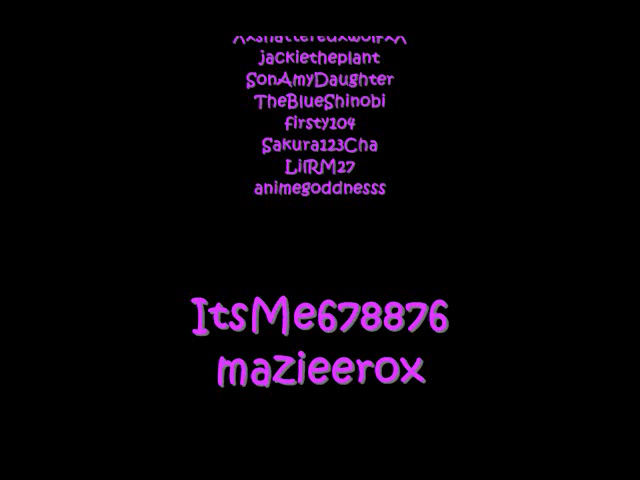 jackietheplant
SonAmyDaughter
TheBlueShinobi
firsty104
Sakura123Cha
LilRM27
animegoddnesss
ItsMe678876
mazieerox